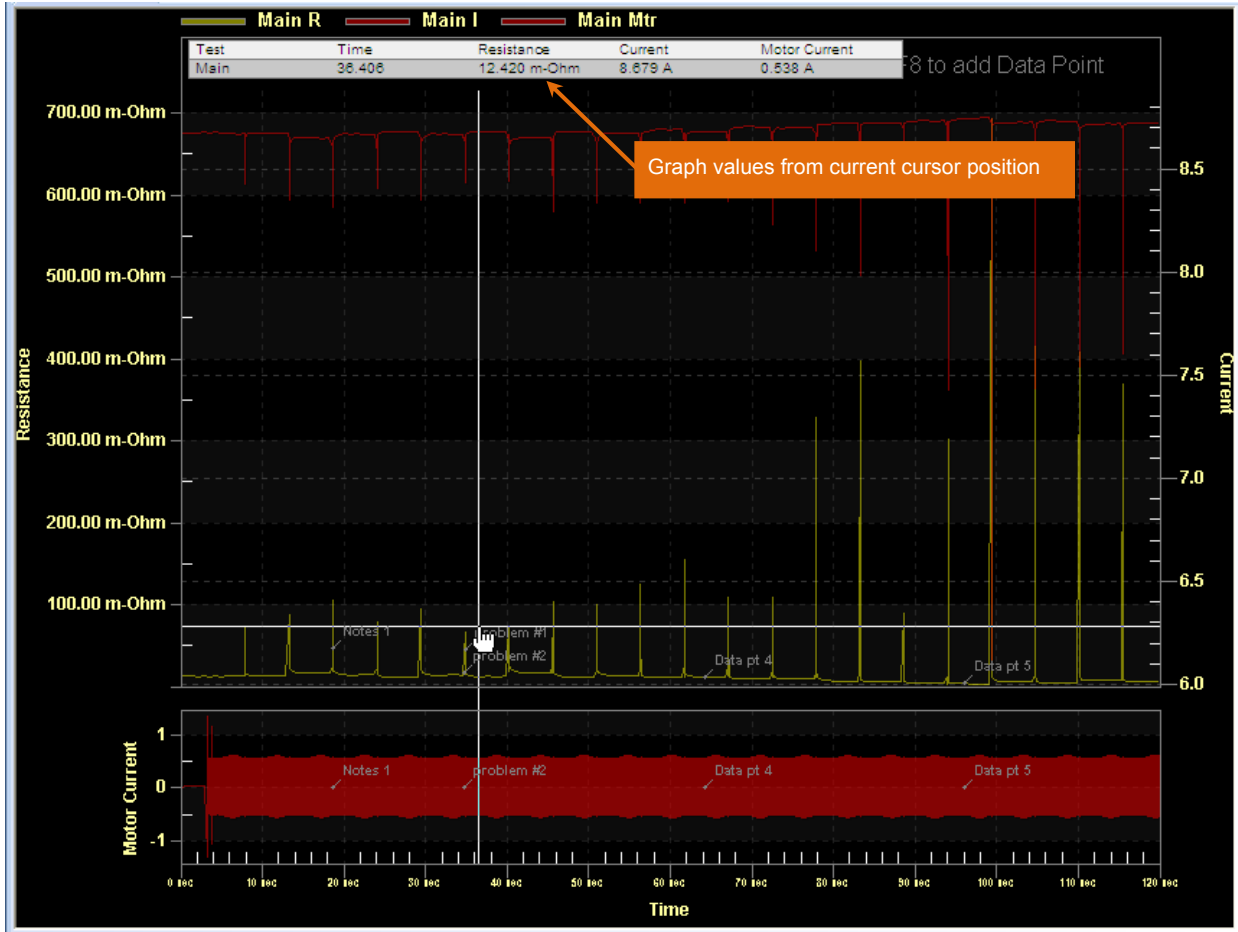 Main R Main I Main Mtr
Test Time Resistance Current Motor Current
Main 36.406 12.420 m-Ohm 8.679 A 0.538 A
F8 to add Data Point
Graph values from current cursor position
700.00 m-Ohm
600.00 m-Ohm
500.00 m-Ohm
400.00 m-Ohm
300.00 m-Ohm
200.00 m-Ohm
100.00 m-Ohm
Resistance
8.5
8.0
7.5
7.0
6.5
6.0
Current
Notes 1
problem #1
problem #2
Data pt 4
Data pt 5
Motor Current
1
0
-1
Notes 1 problem #2 Data pt 4 Data pt 5
0 sec 10 sec 20 sec 30 sec 40 sec 50 sec 60 sec 70 sec 80 sec 90 sec 100 sec 110 sec 120 sec
Time